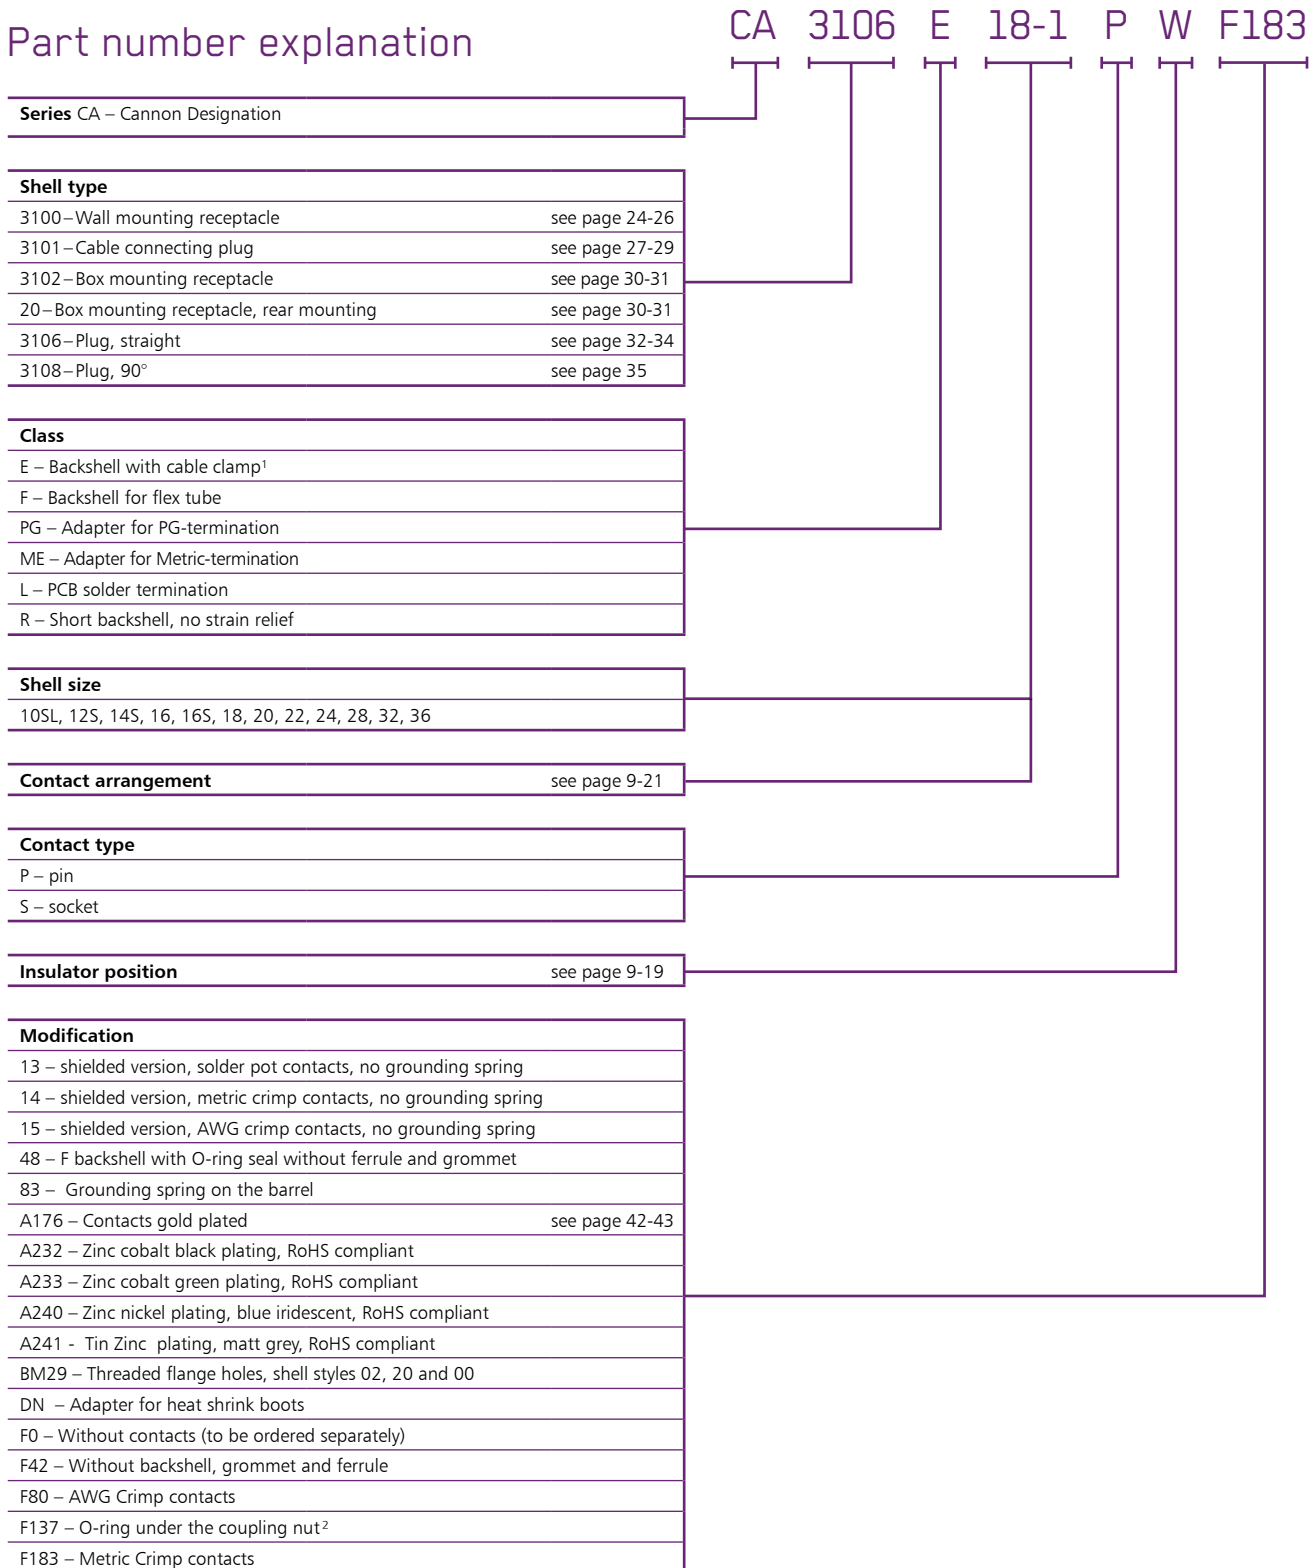 Part number explanation
CA 3106 E 18-1 P W F183
Series CA – Cannon Designation
Shell type
3100–Wall mounting receptacle see page 24-26
3101–Cable connecting plug see page 27-29
3102–Box mounting receptacle see page 30-31
20–Box mounting receptacle, rear mounting see page 30-31
3106–Plug, straight see page 32-34
3108–Plug, 90° see page 35
Class
E – Backshell with cable clamp¹
F – Backshell for flex tube
PG – Adapter for PG-termination
ME – Adapter for Metric-termination
L – PCB solder termination
R – Short backshell, no strain relief
Shell size
10SL, 12S, 14S, 16, 16S, 18, 20, 22, 24, 28, 32, 36
Contact arrangement see page 9-21
Contact type
P – pin
S – socket
Insulator position see page 9-19
Modification
13 – shielded version, solder pot contacts, no grounding spring
14 – shielded version, metric crimp contacts, no grounding spring
15 – shielded version, AWG crimp contacts, no grounding spring
48 – F backshell with O-ring seal without ferrule and grommet
83 – Grounding spring on the barrel
A176 – Contacts gold plated see page 42-43
A232 – Zinc cobalt black plating, RoHS compliant
A233 – Zinc cobalt green plating, RoHS compliant
A240 – Zinc nickel plating, blue iridescent, RoHS compliant
A241 - Tin Zinc plating, matt grey, RoHS compliant
BM29 – Threaded flange holes, shell styles 02, 20 and 00
DN – Adapter for heat shrink boots
F0 – Without contacts (to be ordered separately)
F42 – Without backshell, grommet and ferrule
F80 – AWG Crimp contacts
F137 – O-ring under the coupling nut²
F183 – Metric Crimp contacts